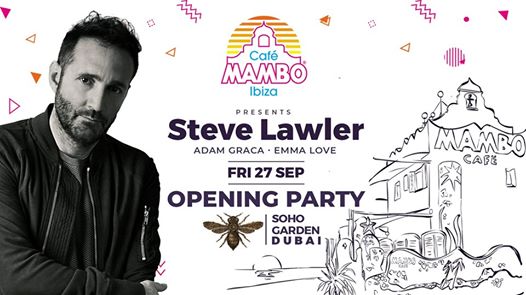 Café
MAMBO
Ibiza
PRESENTS
Steve Lawler
ADAM GRACA · EMMA LOVE
FRI 27 SEP
OPENING PARTY
SOHO
GARDEN
DUBAI
MAMBO
CAFÉ